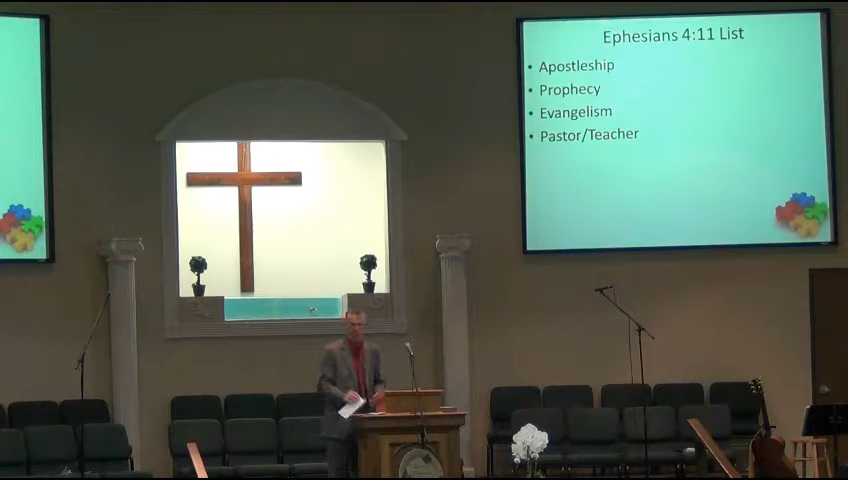 Ephesians 4:11 List
• Apostleship
• Prophecy
• Evangelism
• Pastor/Teacher